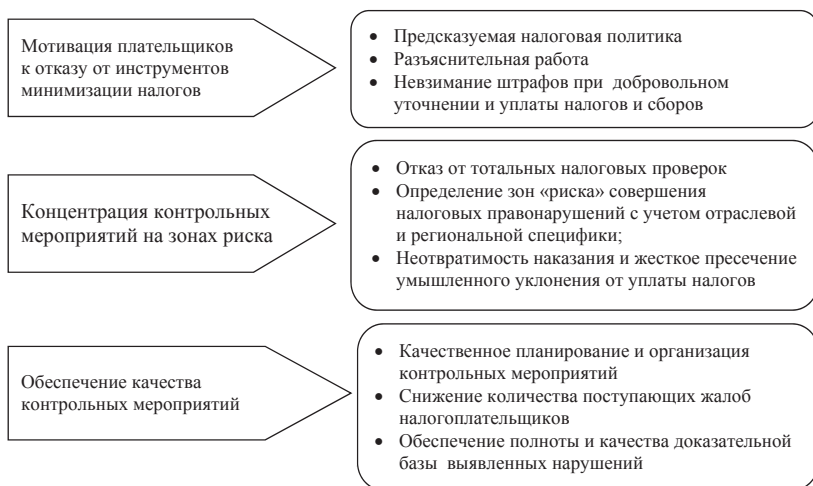 Мотивация плательщиков
к отказу от инструментов
минимизации налогов
• Предсказуемая налоговая политика
• Разъяснительная работа
• Невзимание штрафов при добровольном
уточнении и уплаты налогов и сборов
Концентрация контрольных
мероприятий на зонах риска
• Отказ от тотальных налоговых проверок
• Определение зон «риска» совершения
налоговых правонарушений с учетом отраслевой
и региональной специфики;
• Неотвратимость наказания и жесткое пресечение
умышленного уклонения от уплаты налогов
Обеспечение качества
контрольных мероприятий
• Качественное планирование и организация
контрольных мероприятий
• Снижение количества поступающих жалоб
налогоплательщиков
• Обеспечение полноты и качества доказательной
базы выявленных нарушений